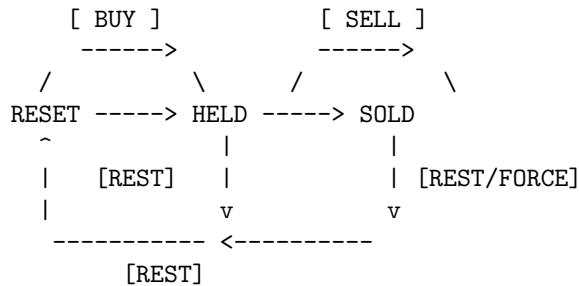 [ BUY ] [ SELL ]
------> ------>
/ \ / \
RESET -----> HELD -----> SOLD
^ | |
| [REST] | | [REST/FORCE]
| v v
----------- <----------
[REST]